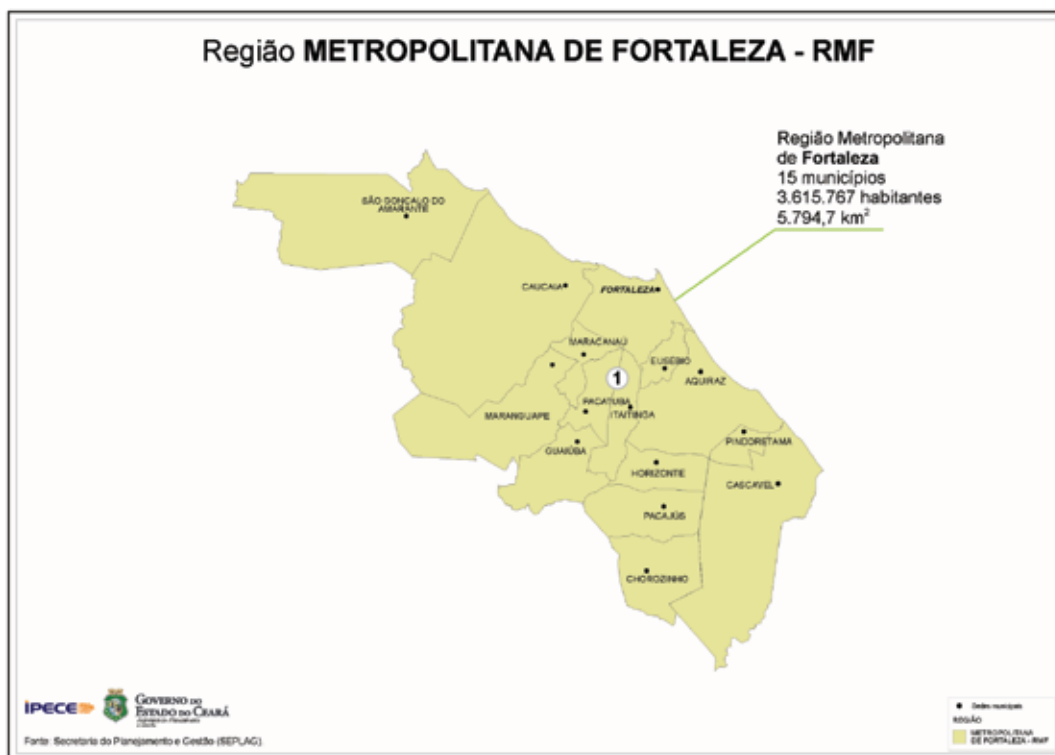 Região METROPOLITANA DE FORTALEZA - RMF
Região Metropolitana
de Fortaleza
15 municípios
3.615.767 habitantes
5.794,7 km²
SÃO GONÇALO DO
AMARANTE
CAUCAIA
FORTALEZA
MARACANAÚ
EUSÉBIO
1
AQUIRAZ
PACATUBA
MARANGUAPE
ITAITINGA
GUAIÚBA
PINDORETAMA
HORIZONTE
CASCAVEL
PACAJÚS
CHOROZINHO
IPECE
GOVERNO DO
ESTADO DO CEARÁ
Fonte: Secretaria do Planejamento e Gestão (SEPLAG)
Sedes municipais
REGIÃO
METROPOLITANA
DE FORTALEZA - RMF